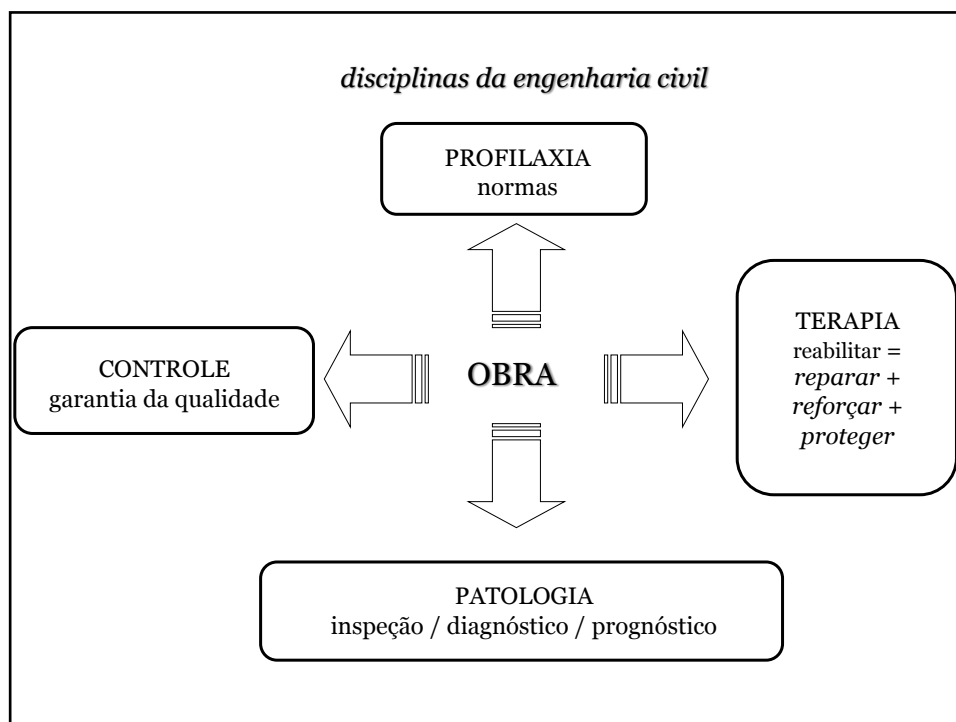 disciplinas da engenharia civil
PROFILAXIA
normas
CONTROLE
garantia da qualidade
OBRA
TERAPIA
reabilitar =
reparar +
reforçar +
proteger
PATOLOGIA
inspeção / diagnóstico / prognóstico